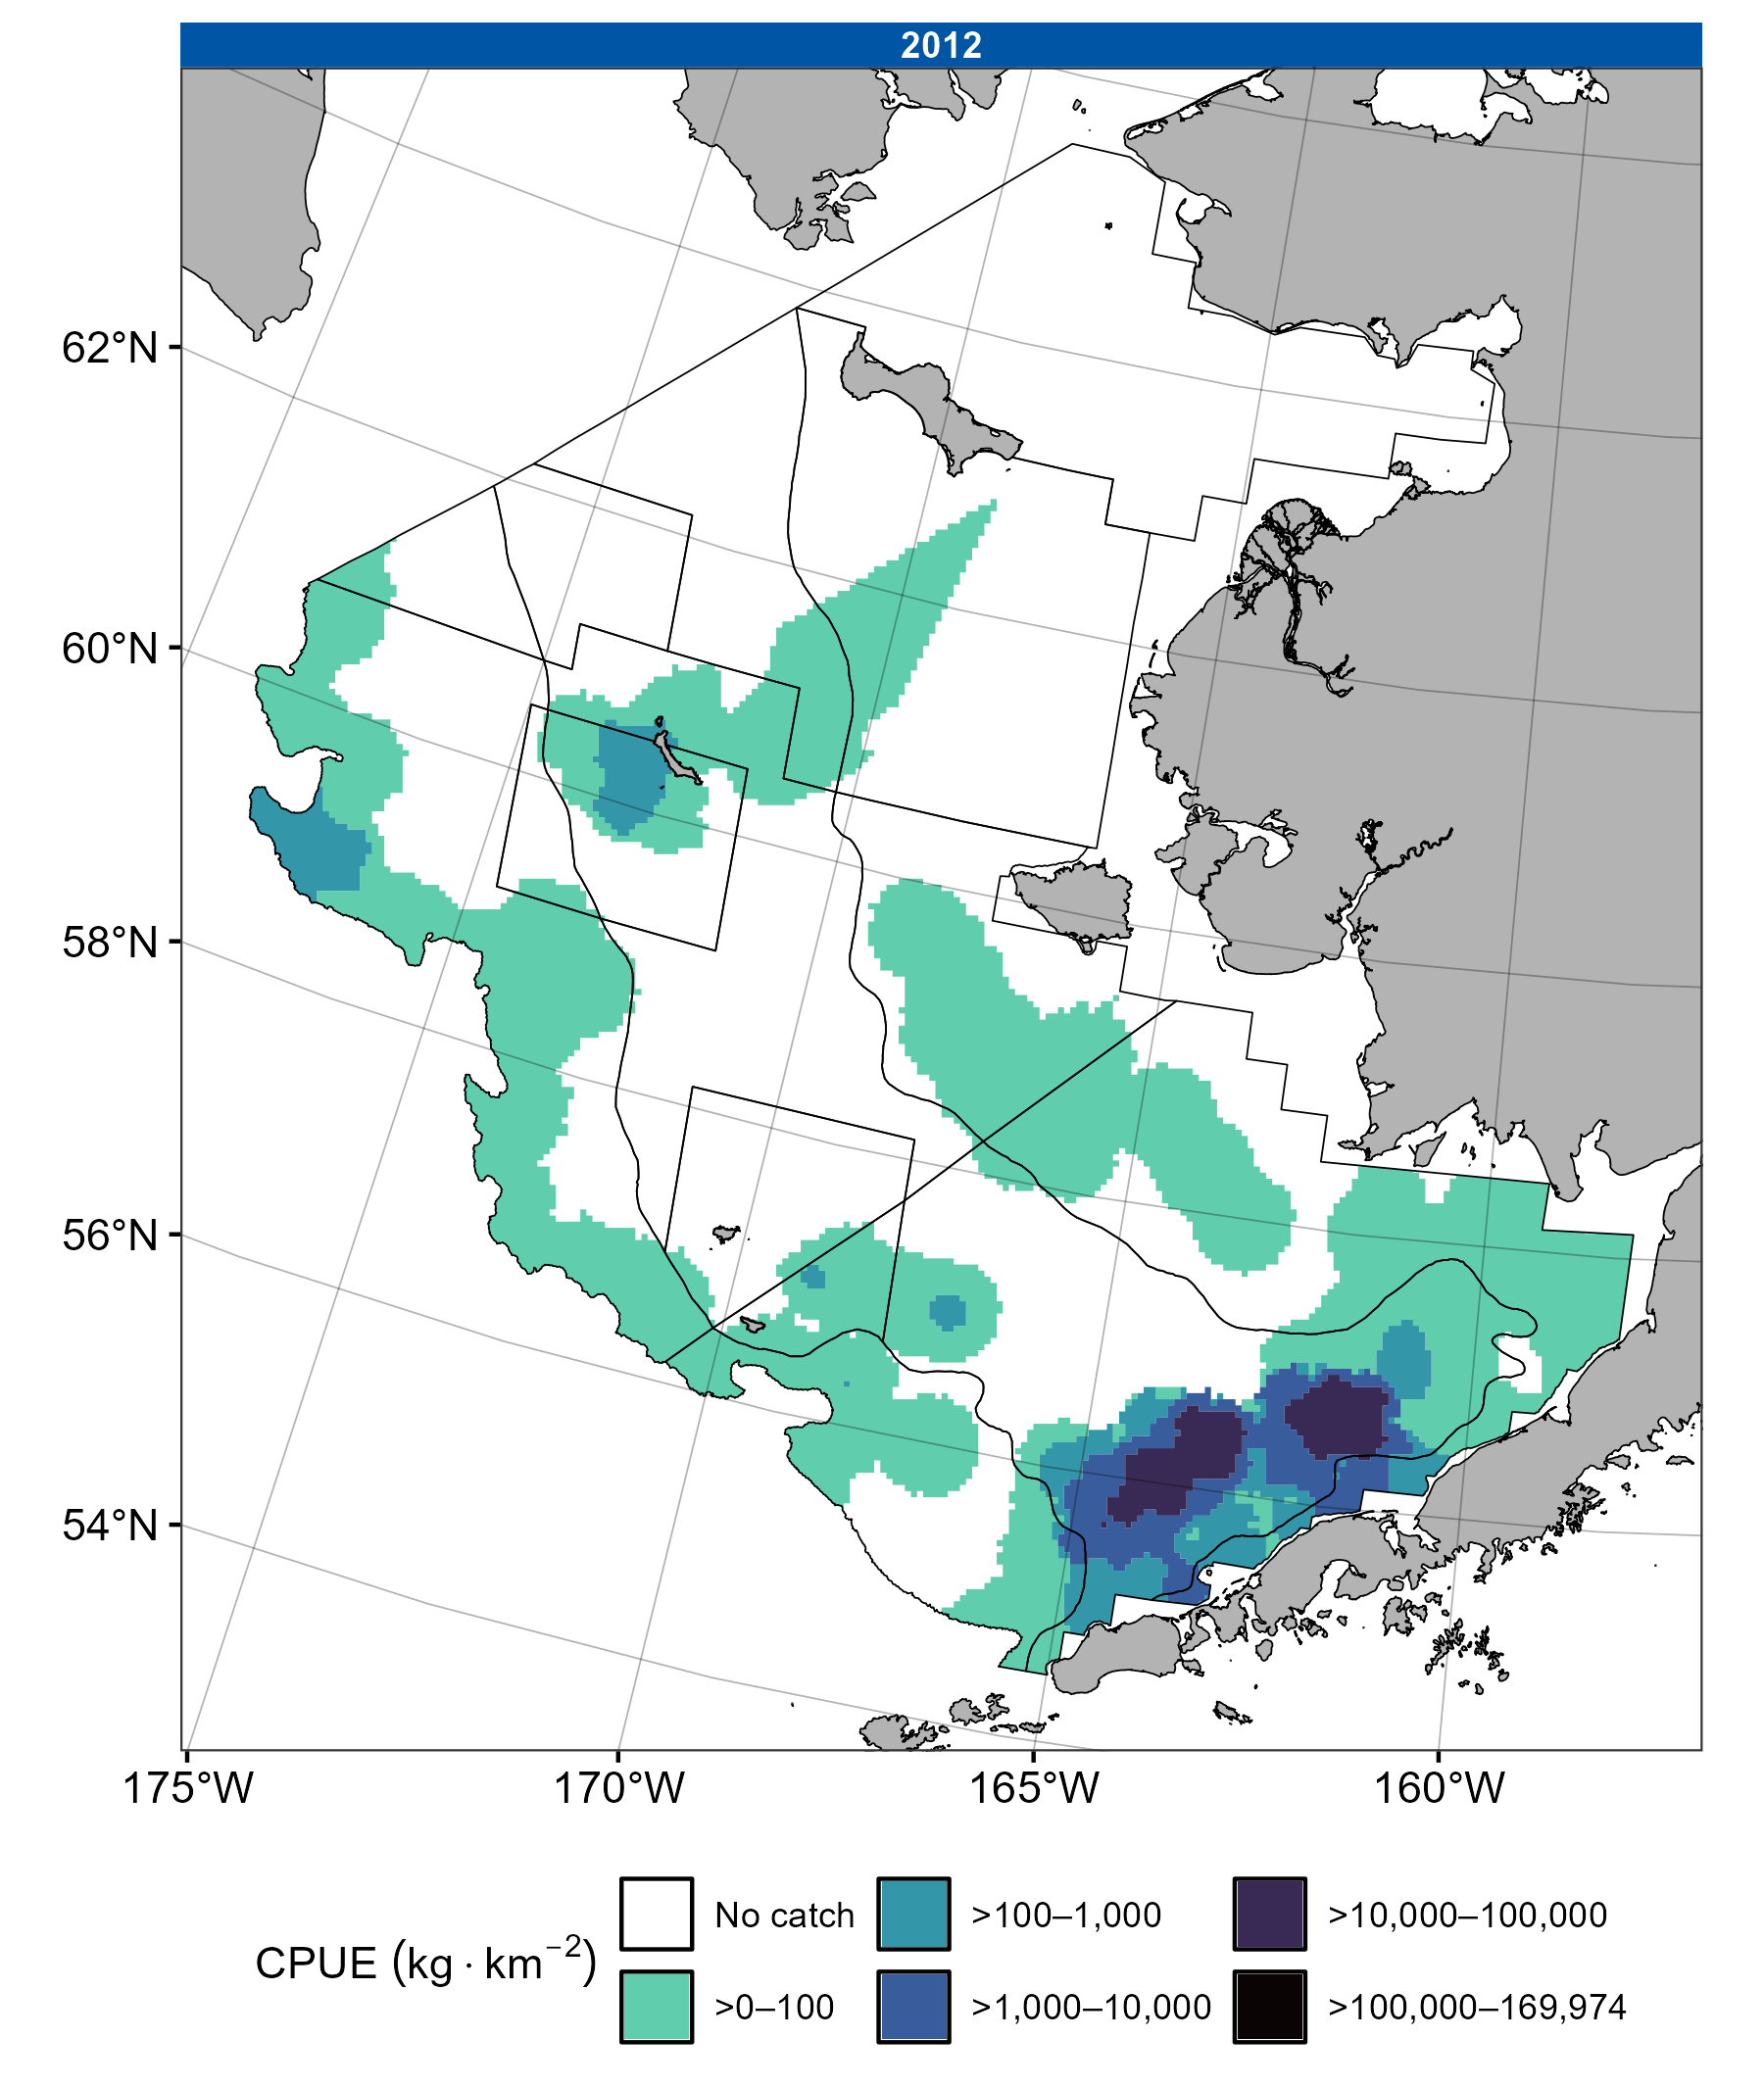 2012
62°N
60°N
58°N
56°N
54°N
175°W 170°W 165°W 160°W
CPUE (kg · km⁻²)
No catch
>0–100
>100–1,000
>1,000–10,000
>10,000–100,000
>100,000–169,974